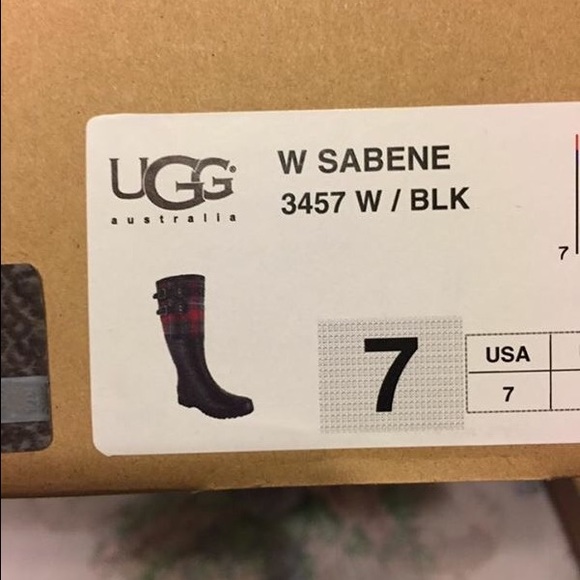 UGG®
australia
W SABENE
3457 W / BLK
7
7
USA
7